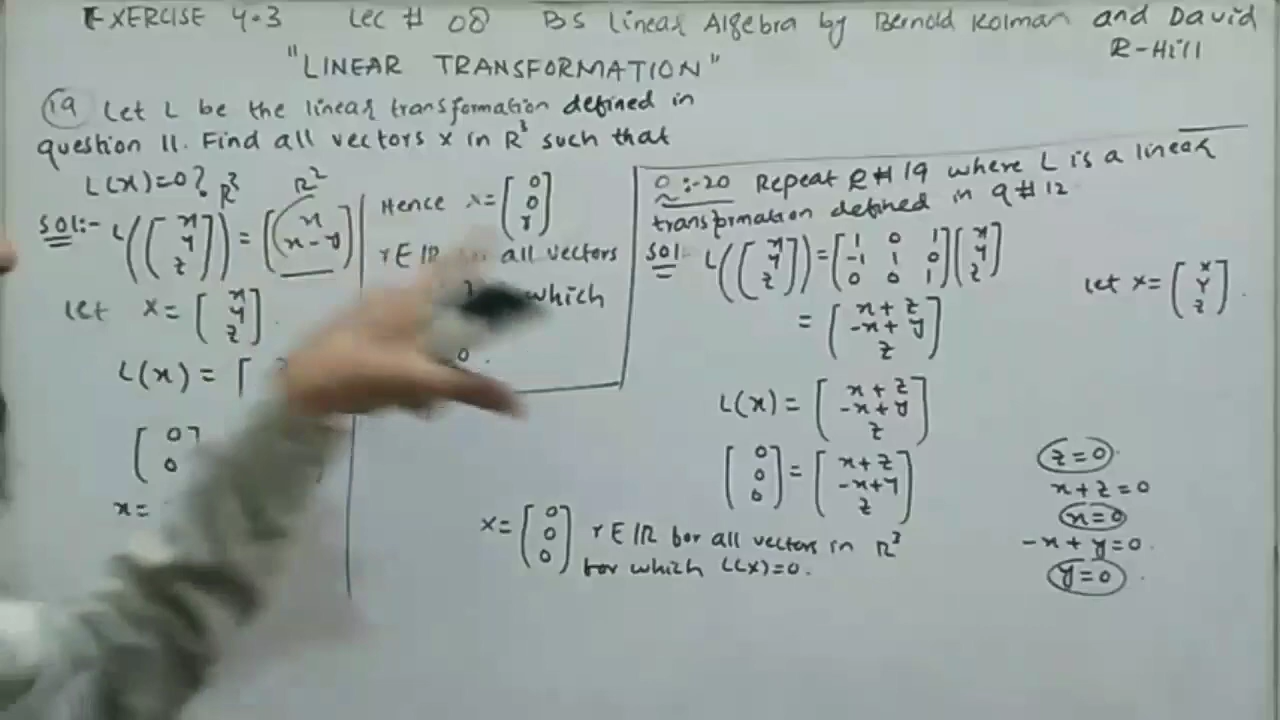 EXERCISE 4.3 Lec # 08 BS Linear Algebra by Bernold Kolman and David
R-Hill
"LINEAR TRANSFORMATION"
19 Let L be the linear transformation defined in
question 11. Find all vectors x in R³ such that
L(x)=0?
R³ R²
Sol:- L([x y z]) = (x x-y)
Let x = [x y z]
L(x) = [
[0 0]
x=
Hence x = [0 0 r]
r∈IR all vectors
which
0.
Q:-20 Repeat Q#19 where L is a linear
transformation defined in q#12
Sol:- L([x y z]) = [1 0 1 -1 1 0 0 0 1] [x y z]
= [x+z -x+y z]
Let x = [x y z].
L(x) = [x+z -x+y z]
[0 0 0] = [x+z -x+y z]
x = [0 0 0] r∈IR for all vectors in R³
for which L(x)=0.
z=0
x+z=0
x=0
-x+y=0.
y=0